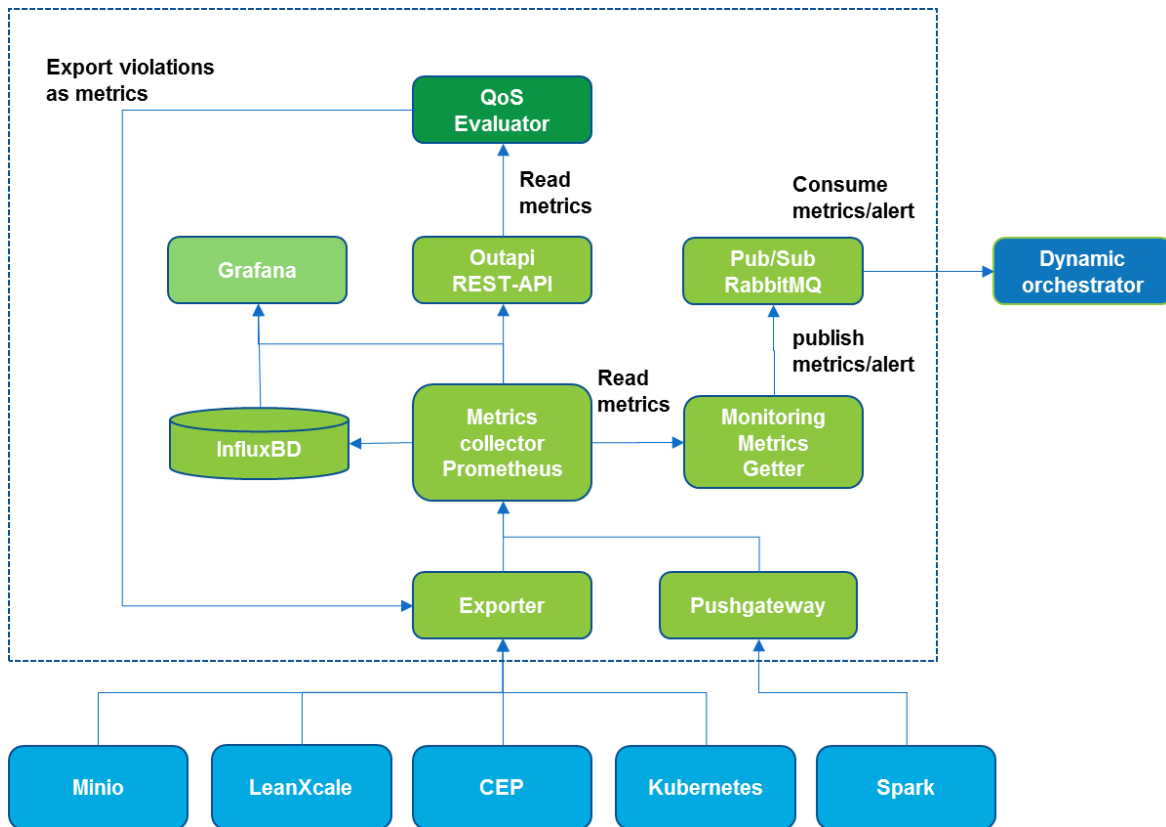 Export violations
as metrics
QoS
Evaluator
Read
metrics
Consume
metrics/alert
Grafana
Outapi
REST-API
Pub/Sub
RabbitMQ
Dynamic
orchestrator
publish
metrics/alert
Read
metrics
InfluxBD
Metrics
collector
Prometheus
Monitoring
Metrics
Getter
Exporter
Pushgateway
Minio
LeanXcale
CEP
Kubernetes
Spark